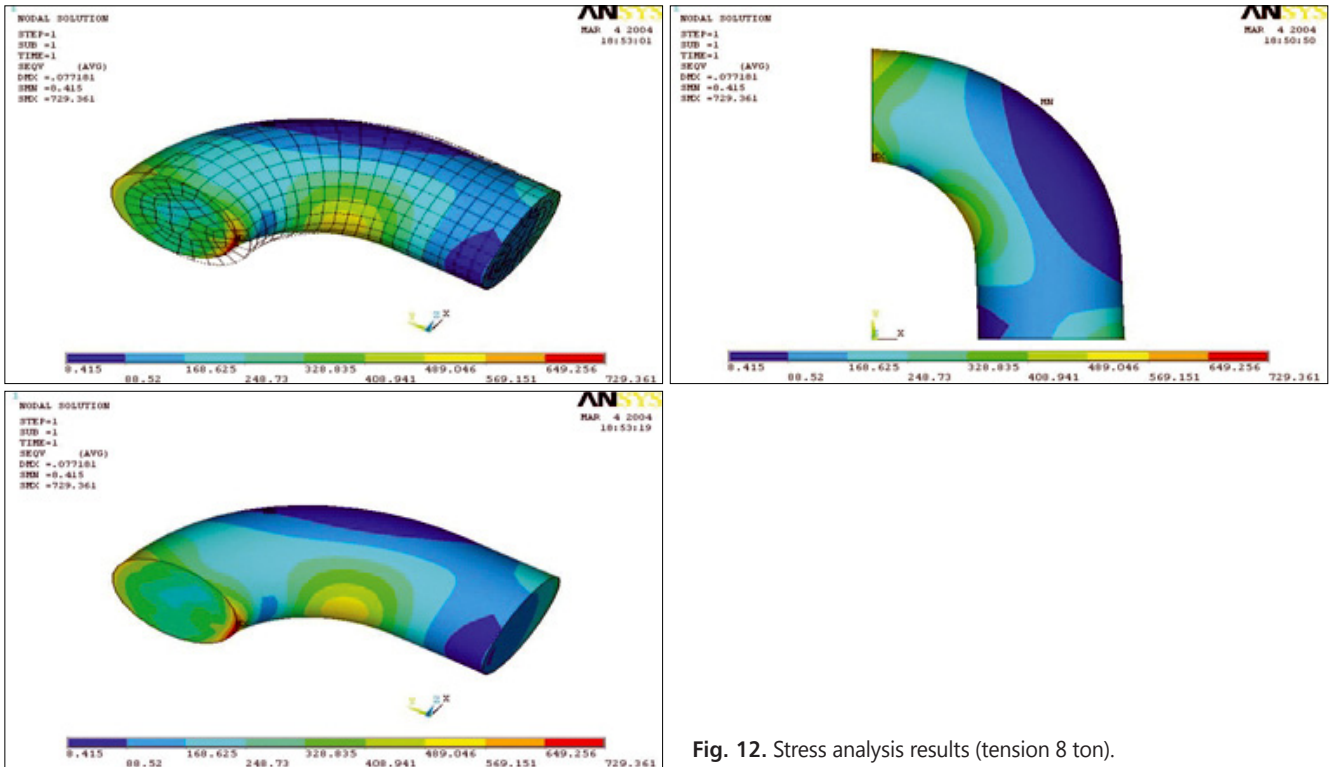 1
NODAL SOLUTION
STEP=1
SUB =1
TIME=1
SEQV (AVG)
DMX =.077181
SMN =8.415
SMX =729.361
ANSYS
MAR 4 2004
18:53:01
Z X
8.415 168.625 328.835 489.046 649.256
88.52 248.73 408.941 569.151 729.361
NODAL SOLUTION
STEP=1
SUB =1
TIME=1
SEQV (AVG)
DMX =.077181
SMN =8.415
SMX =729.361
ANSYS
MAR 4 2004
18:50:50
MN
X
8.415 168.625 328.835 489.046 649.256
88.52 248.73 408.941 569.151 729.361
1
NODAL SOLUTION
STEP=1
SUB =1
TIME=1
SEQV (AVG)
DMX =.077181
SMN =8.415
SMX =729.361
ANSYS
MAR 4 2004
18:53:19
Z X
8.415 168.625 328.835 489.046 649.256
88.52 248.73 408.941 569.151 729.361
Fig. 12. Stress analysis results (tension 8 ton).